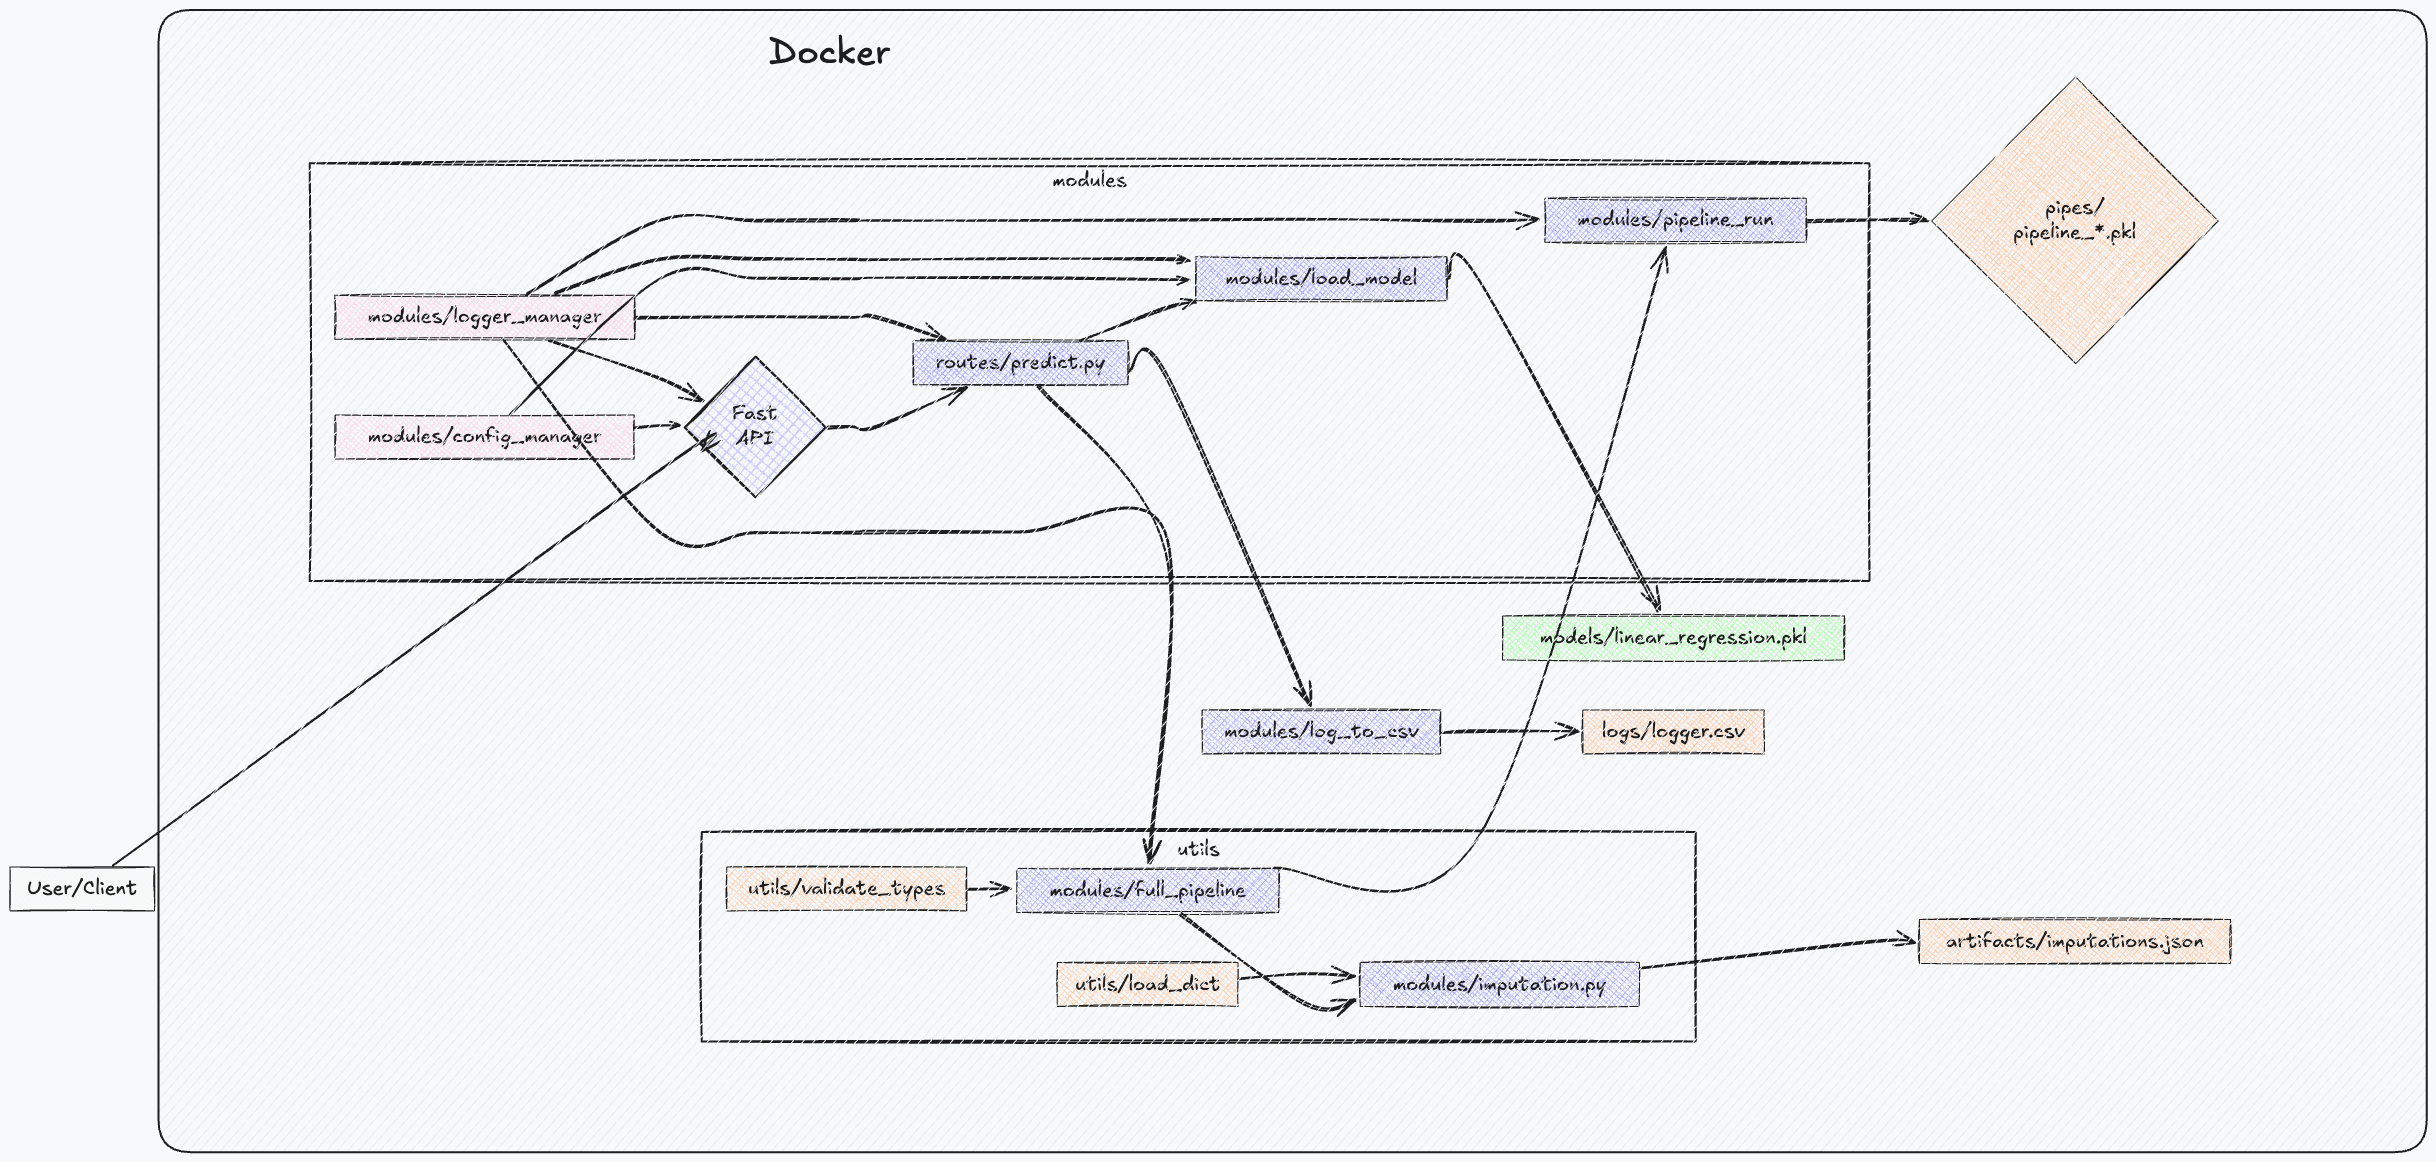 Docker
modules
modules/pipeline_run
pipes/
pipeline_*.pkl
modules/load_model
modules/logger_manager
routes/predict.py
Fast
API
modules/config_manager
models/linear_regression.pkl
modules/log_to_csv
logs/logger.csv
utils
User/Client
utils/validate_types
modules/full_pipeline
artifacts/imputations.json
utils/load_dict
modules/imputation.py